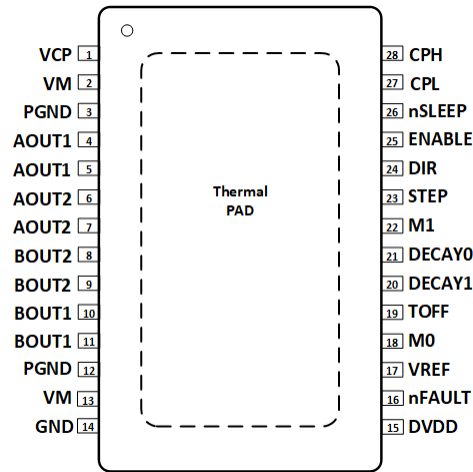 VCP 1 28 CPH
VM 2 27 CPL
PGND 3 26 nSLEEP
AOUT1 4 25 ENABLE
AOUT1 5 24 DIR
AOUT2 6 23 STEP
AOUT2 7 22 M1
BOUT2 8 21 DECAY0
BOUT2 9 20 DECAY1
BOUT1 10 19 TOFF
BOUT1 11 18 M0
PGND 12 17 VREF
VM 13 16 nFAULT
GND 14 15 DVDD
Thermal
PAD